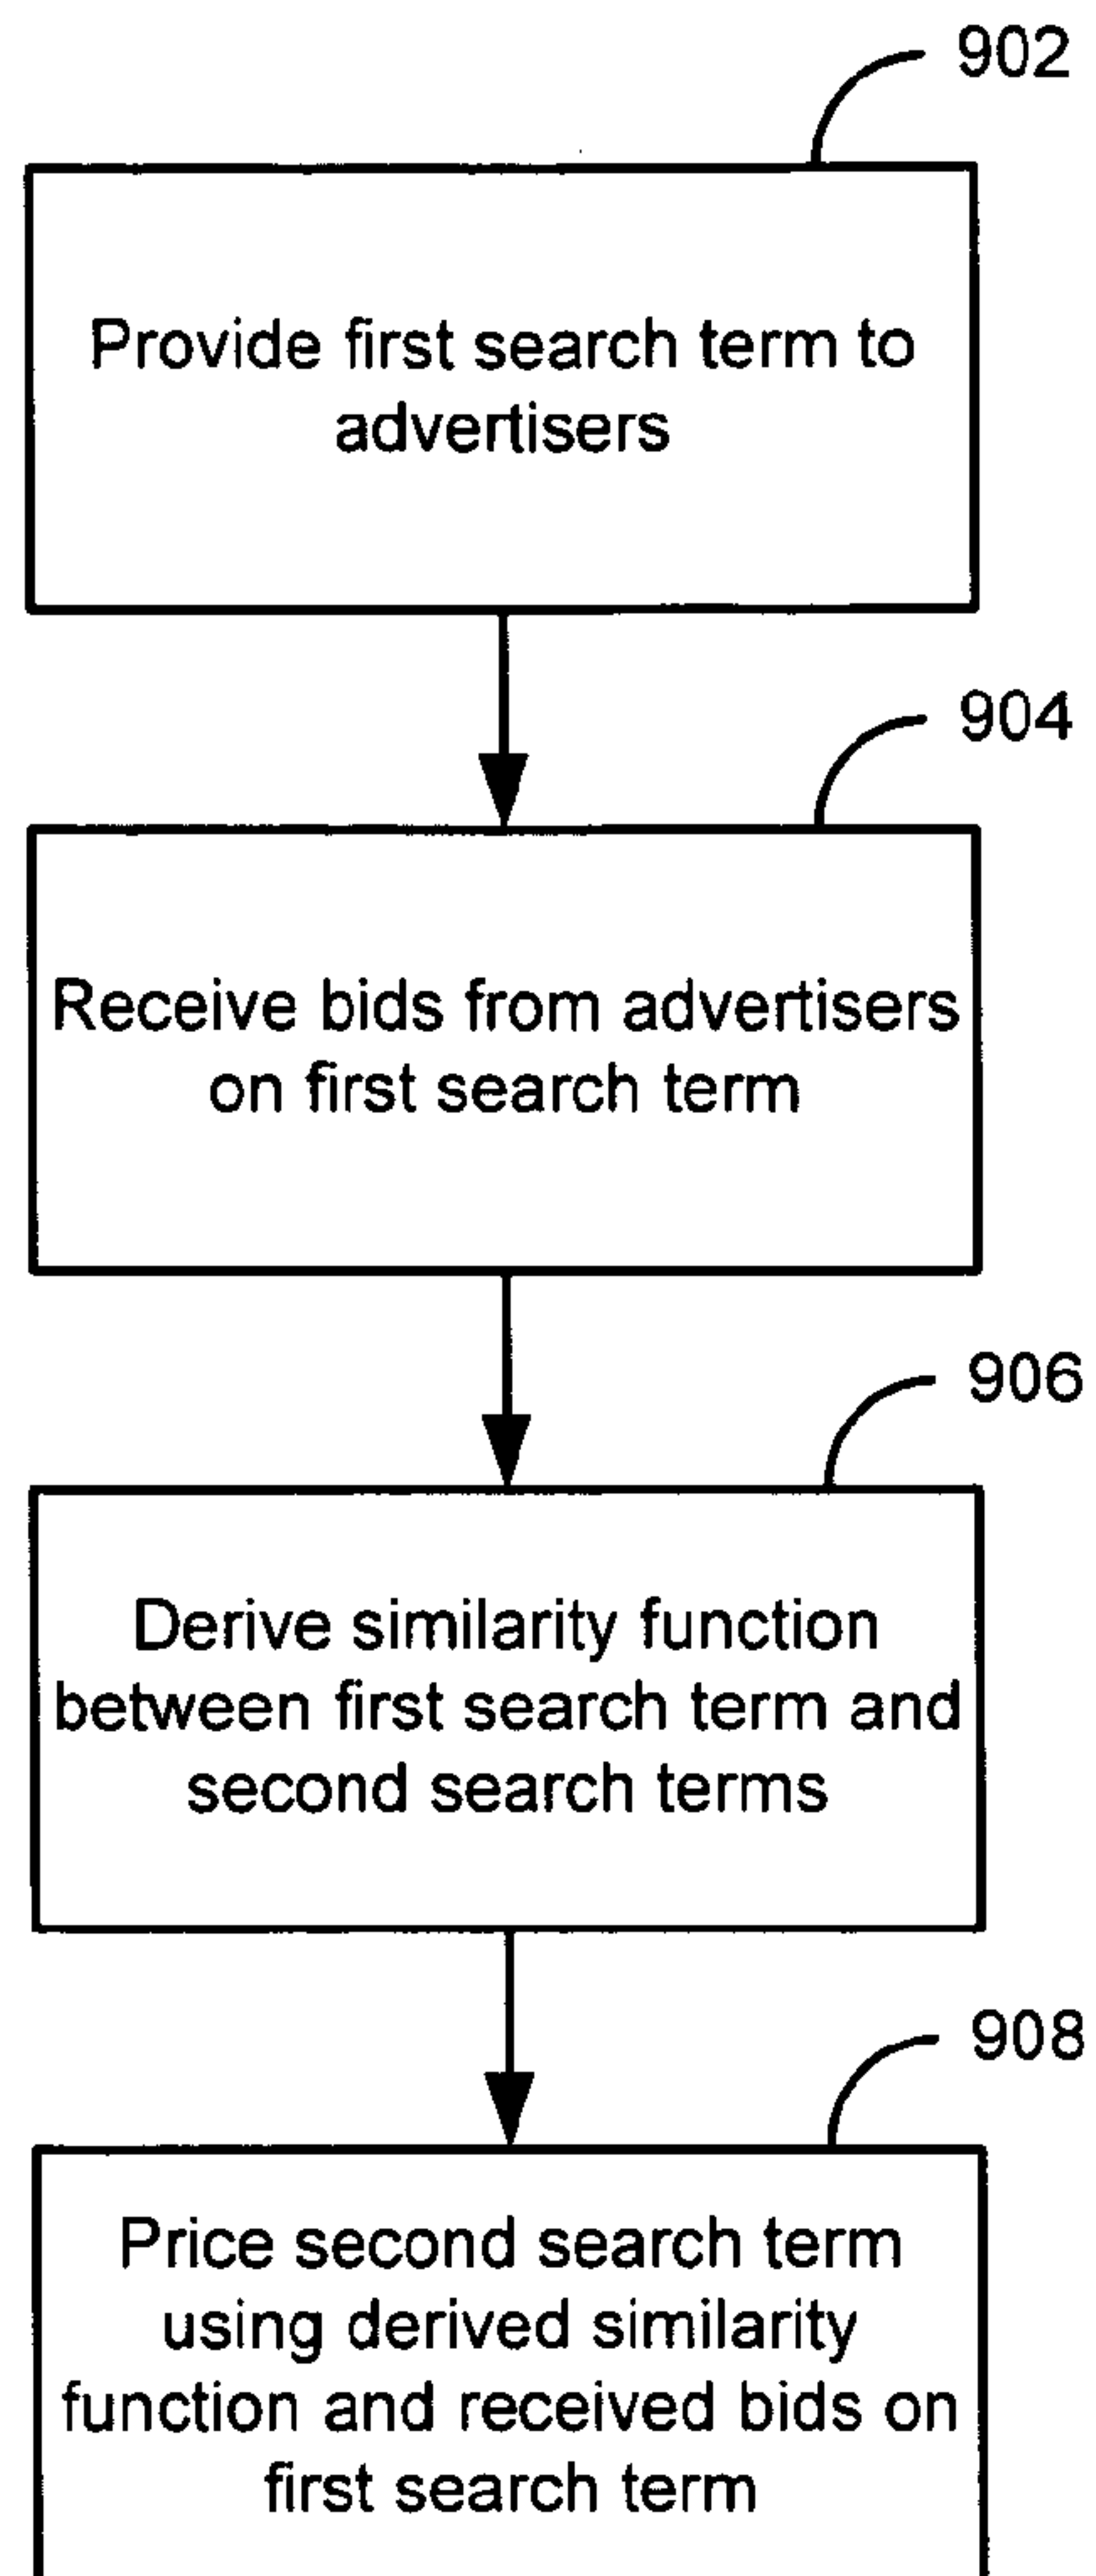 902
Provide first search term to
advertisers
904
Receive bids from advertisers
on first search term
906
Derive similarity function
between first search term and
second search terms
908
Price second search term
using derived similarity
function and received bids on
first search term